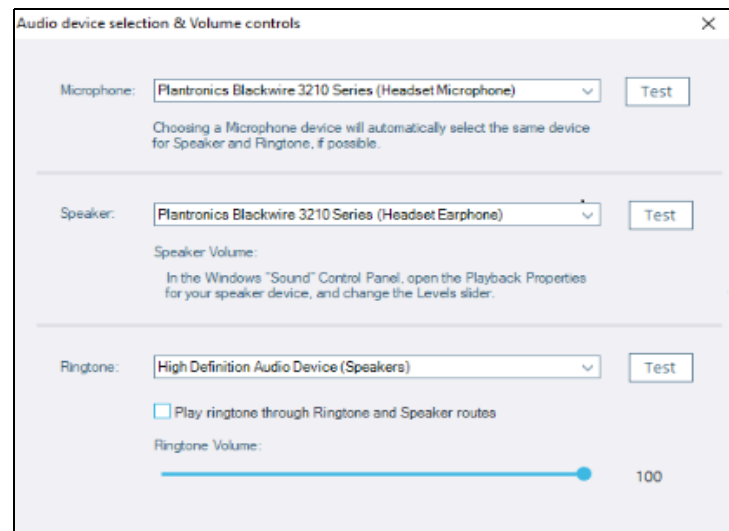 Audio device selection & Volume controls
Microphone: Plantronics Blackwire 3210 Series (Headset Microphone) Test
Choosing a Microphone device will automatically select the same device
for Speaker and Ringtone, if possible.
Speaker: Plantronics Blackwire 3210 Series (Headset Earphone) Test
Speaker Volume:
In the Windows "Sound" Control Panel, open the Playback Properties
for your speaker device, and change the Levels slider.
Ringtone: High Definition Audio Device (Speakers) Test
Play ringtone through Ringtone and Speaker routes
Ringtone Volume:
100